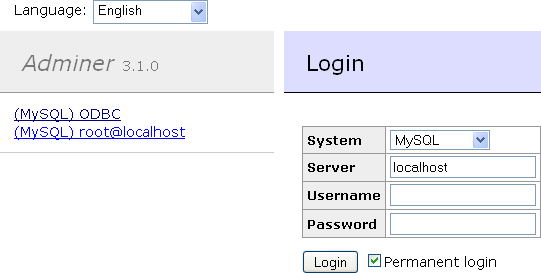 Language: English
Adminer 3.1.0
(MySQL) ODBC
(MySQL) root@localhost
Login
System MySQL
Server localhost
Username
Password
Login Permanent login